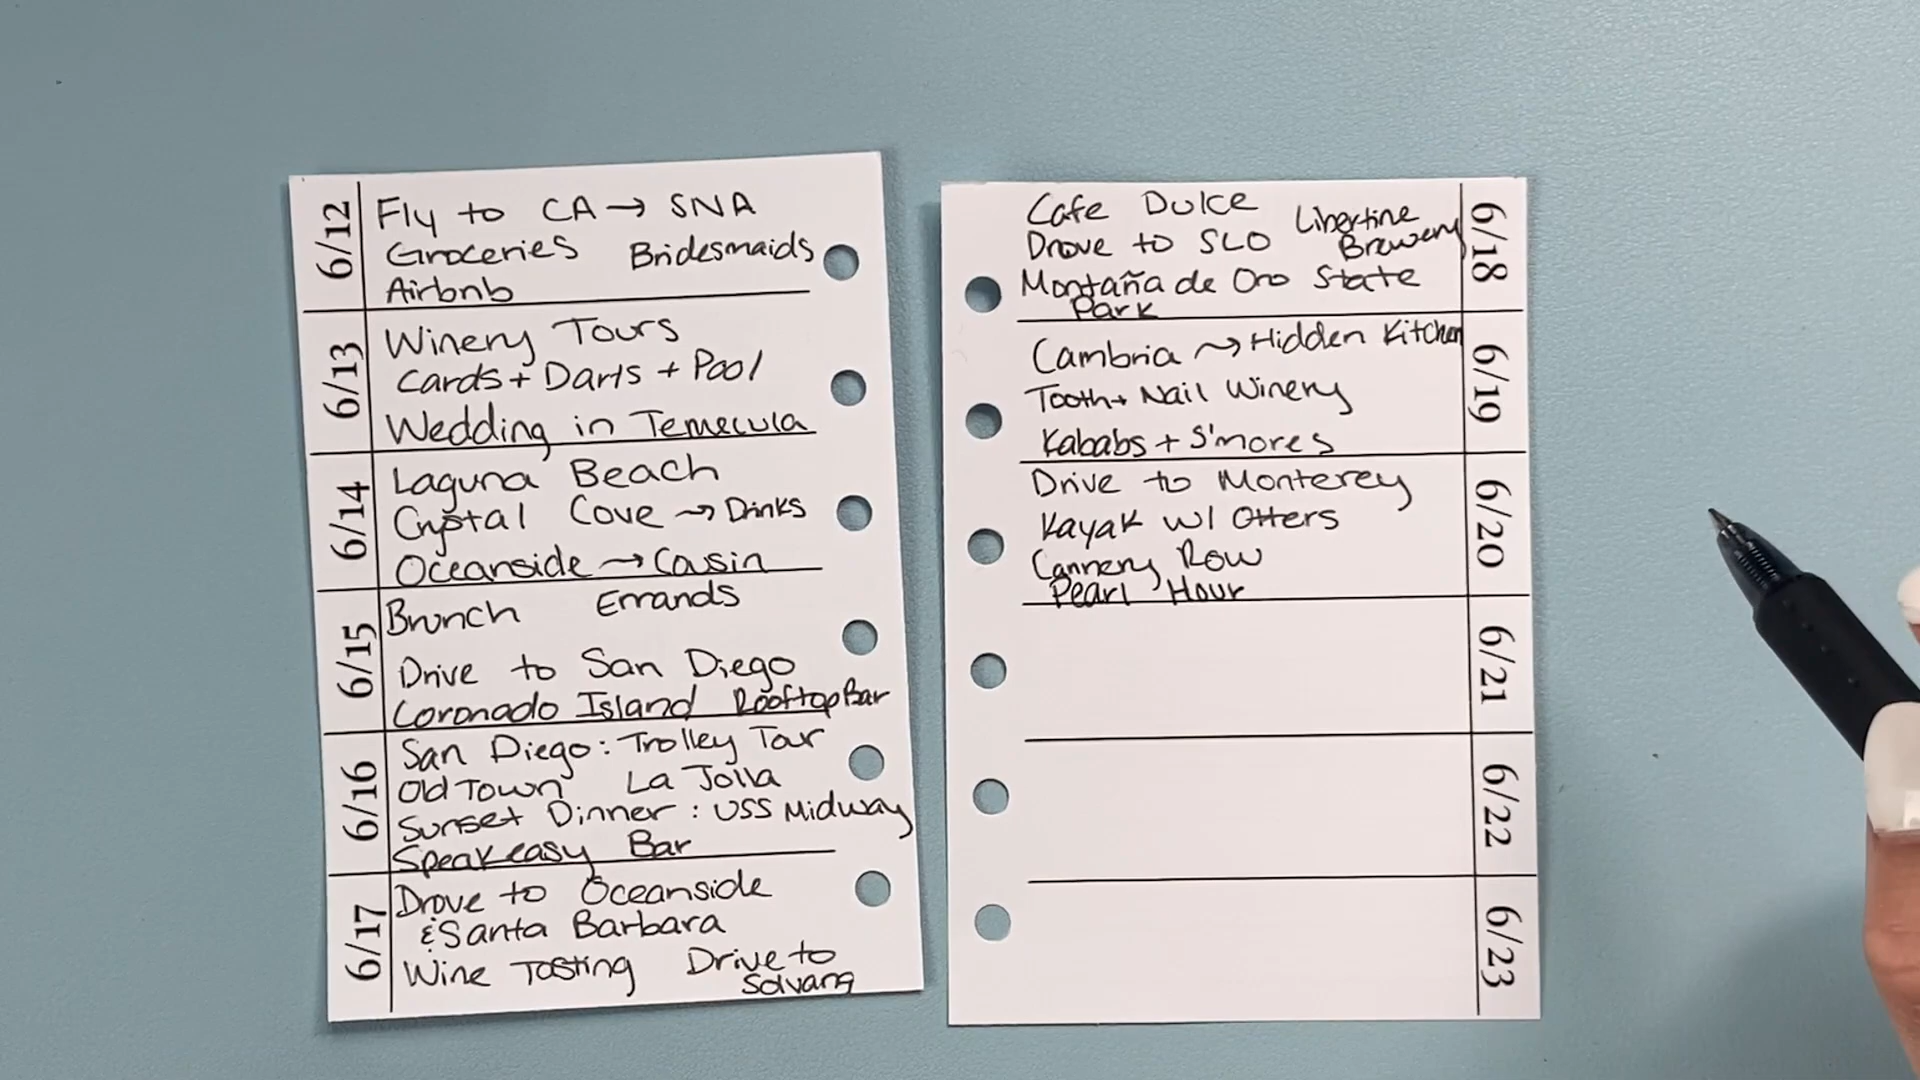 6/12
Fly to CA → SNA
Groceries Bridesmaids
Airbnb
6/13
Winery Tours
Cards + Darts + Pool
Wedding in Temecula
6/14
Laguna Beach
Crystal Cove ⇝ Drinks
Oceanside → Cousin
6/15
Brunch Errands
Drive to San Diego
Coronado Island Rooftop Bar
6/16
San Diego: Trolley Tour
Old Town La Jolla
Sunset Dinner: USS Midway
Speakeasy Bar
6/17
Drove to Oceanside
& Santa Barbara
Wine Tasting Drive to
Solvang
6/18
Cafe Dulce Libertine
Drove to SLO Brewery
Montaña de Oro State
Park
6/19
Cambria ⇝ Hidden Kitchen
Tooth + Nail Winery
Kababs + S'mores
6/20
Drive to Monterey
Kayak w/ Otters
Cannery Row
Pearl Hour
6/21
6/22
6/23